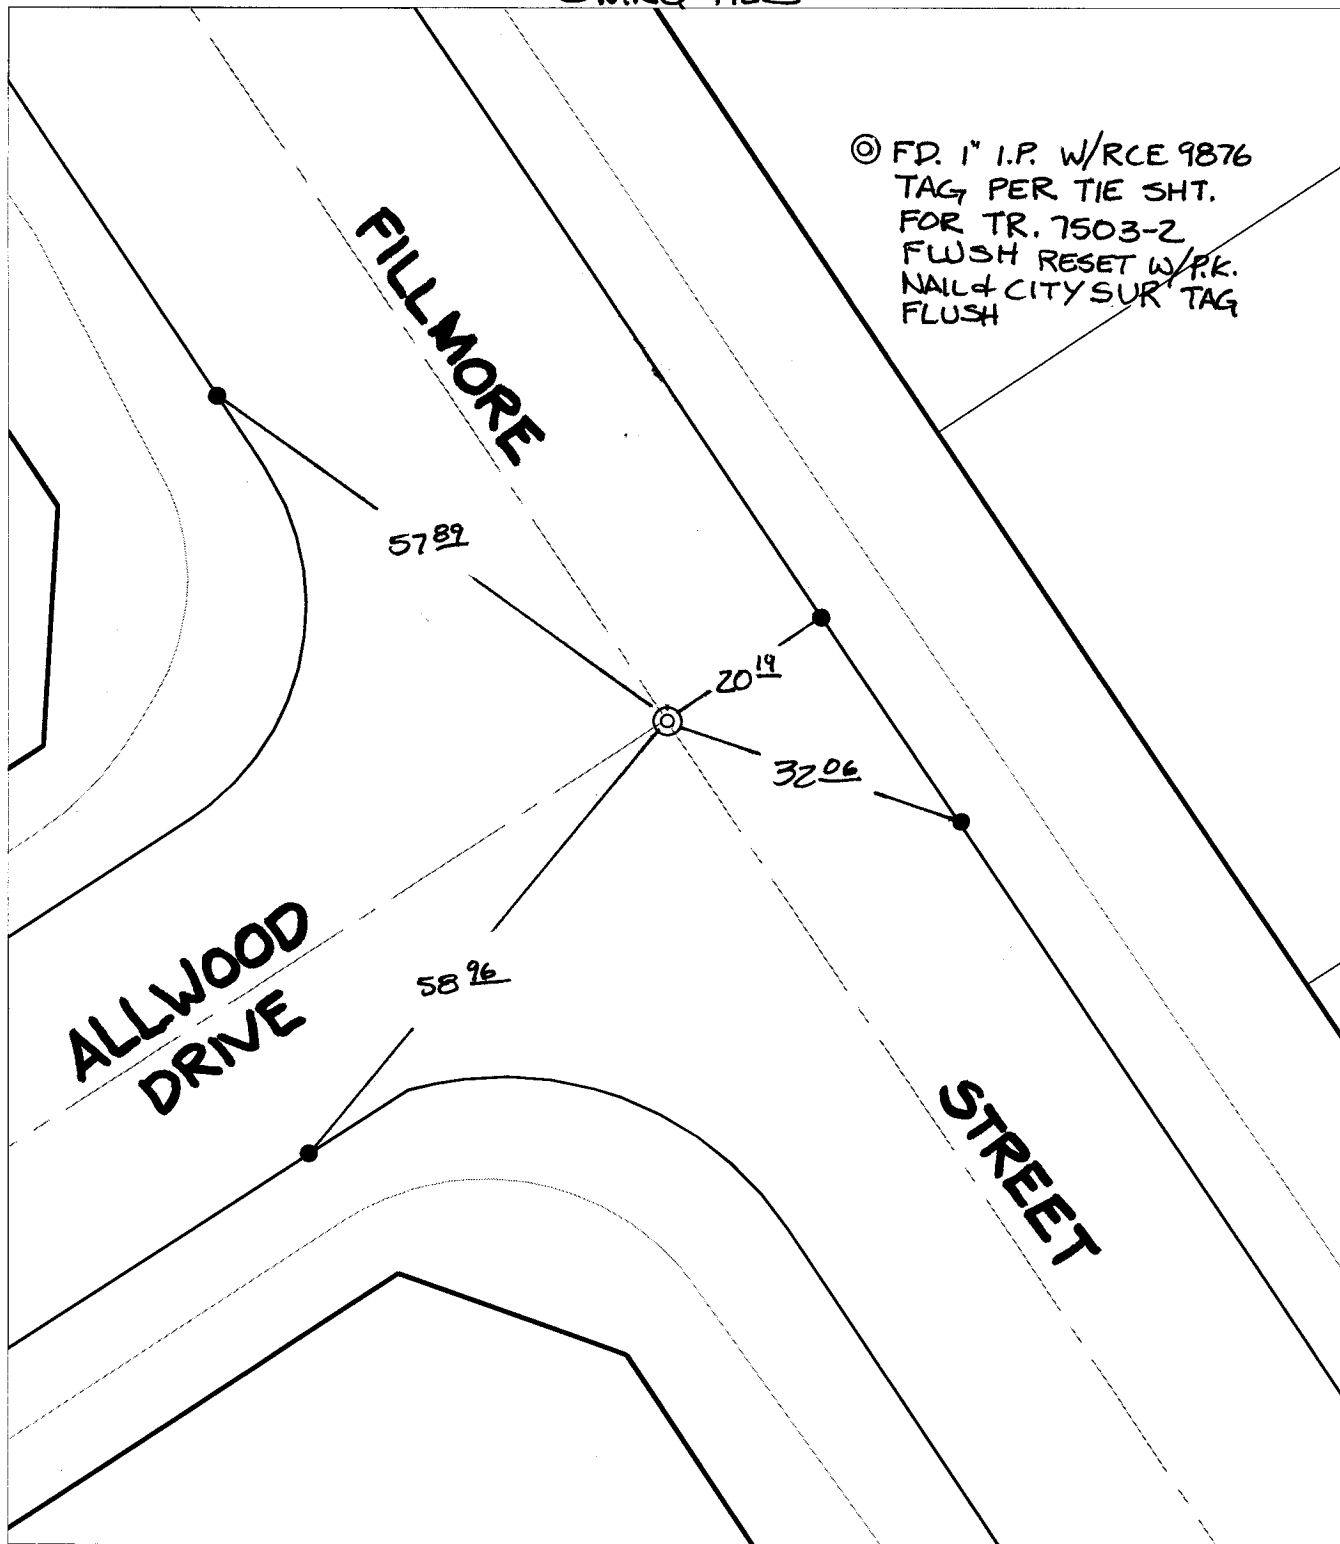 ◎ FD. 1" I.P. W/RCE 9876
TAG PER TIE SHT.
FOR TR. 7503-2
FLUSH RESET W/P.K.
NAIL & CITY SUR TAG
FLUSH
FILLMORE
57 89
20 19
32 06
58 96
ALLWOOD
DRIVE
STREET